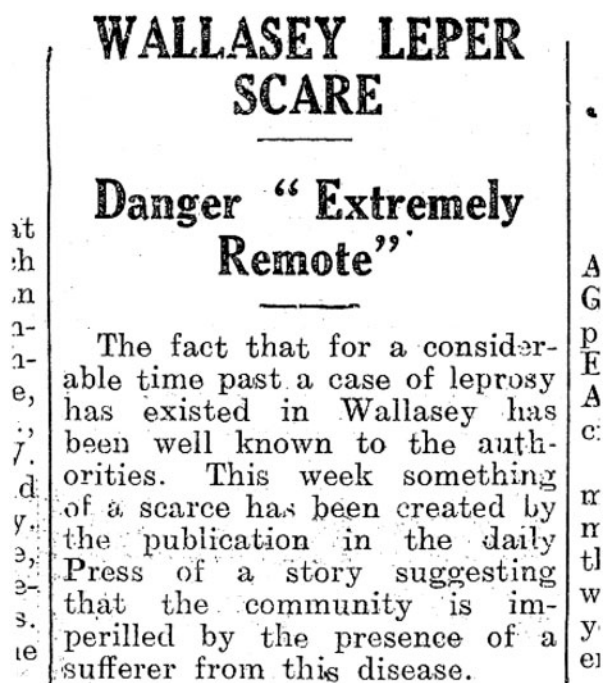 WALLASEY LEPER
SCARE
Danger “ Extremely
Remote”
The fact that for a consider-
able time past a case of leprosy
has existed in Wallasey has
been well known to the auth-
orities. This week something
of a scarce has been created by
the publication in the daily
Press of a story suggesting
that the community is im-
perilled by the presence of a
sufferer from this disease.